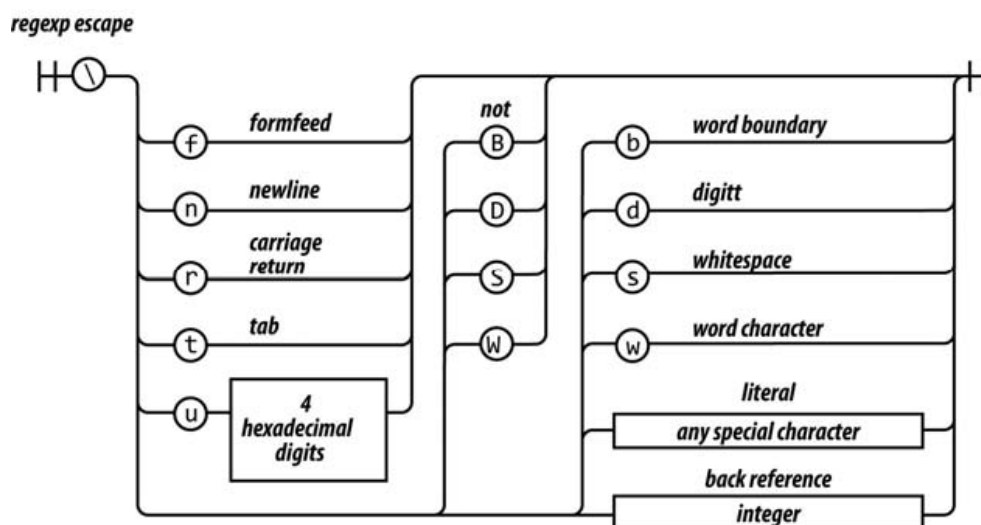 regexp escape
\
not
f formfeed B b word boundary
n newline D d digitt
carriage
return
r S s whitespace
t tab W w word character
u 4
hexadecimal
digits
literal
any special character
back reference
integer